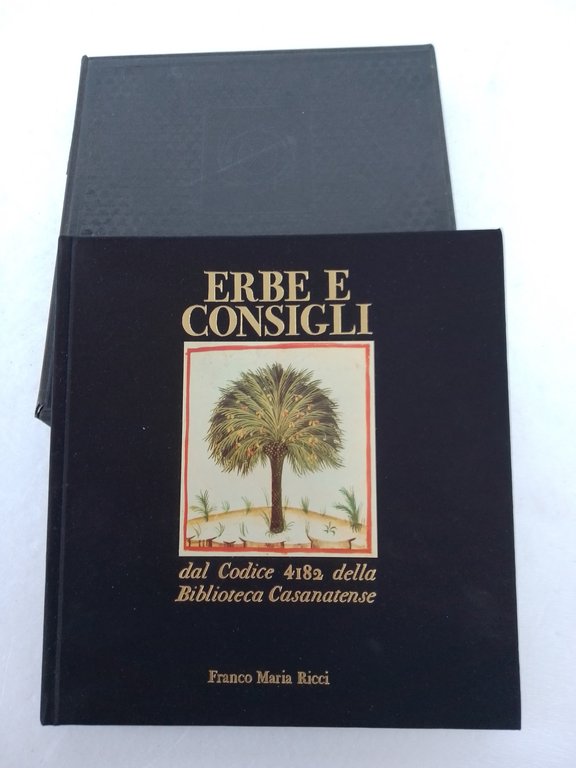 ERBE E
CONSIGLI
dal Codice 4182 della
Biblioteca Casanatense
Franco Maria Ricci